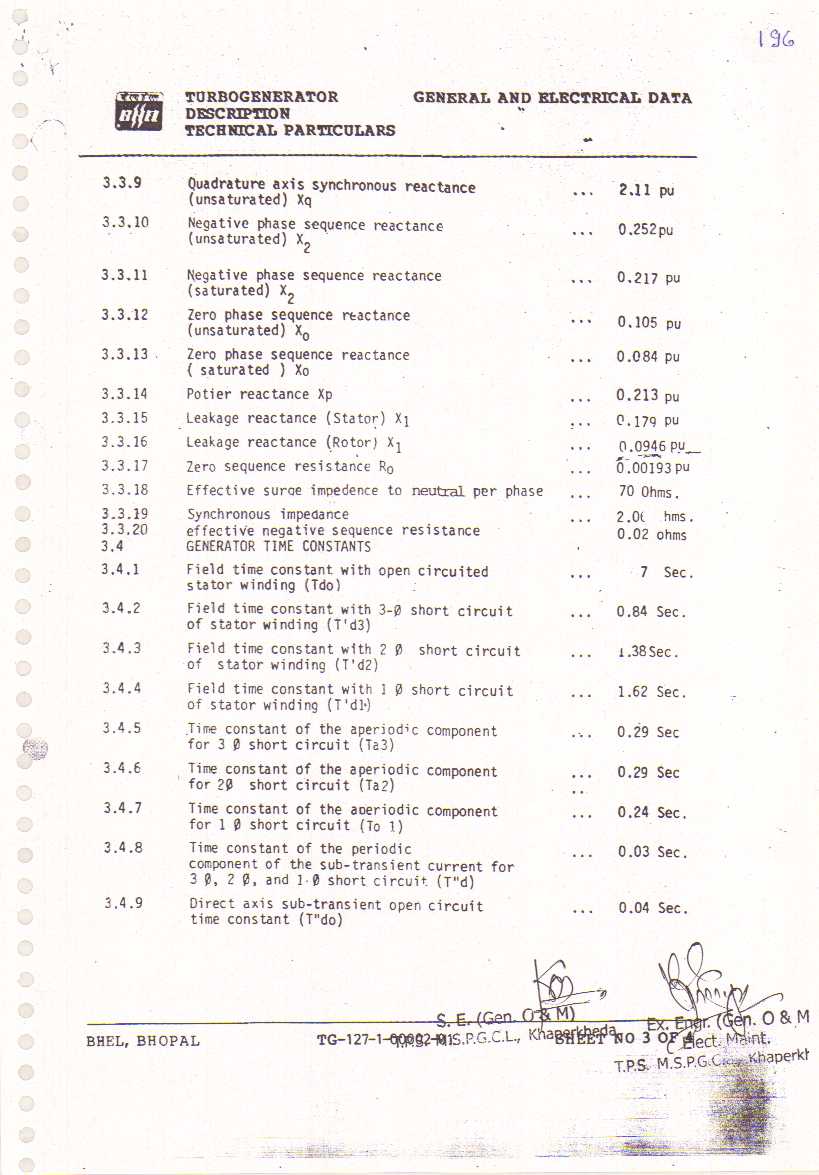 196
TURBOGENERATOR GENERAL AND ELECTRICAL DATA
DESCRIPTION
TECHNICAL PARTICULARS
3.3.9 Quadrature axis synchronous reactance ... 2.11 pu
(unsaturated) Xq
3.3.10 Negative phase sequence reactance ... 0.252pu
(unsaturated) X2
3.3.11 Negative phase sequence reactance ... 0.217 pu
(saturated) X2
3.3.12 Zero phase sequence reactance ... 0.105 pu
(unsaturated) Xo
3.3.13 Zero phase sequence reactance ... 0.084 pu
( saturated ) Xo
3.3.14 Potier reactance Xp ... 0.213 pu
3.3.15 Leakage reactance (Stator) X1 ... 0.179 pu
3.3.16 Leakage reactance (Rotor) X1 ... 0.0946 pu
3.3.17 Zero sequence resistance Ro ... 0.00193 pu
3.3.18 Effective surge impedence to neutral per phase ... 70 Ohms.
3.3.19 Synchronous impedance ... hms.
3.3.20 effective negative sequence resistance 0.02 ohms
3.4 GENERATOR TIME CONSTANTS
3.4.1 Field time constant with open circuited ... 7 Sec.
stator winding (Tdo)
3.4.2 Field time constant with 3-Ø short circuit ... 0.84 Sec.
of stator winding (T'd3)
3.4.3 Field time constant with 2 Ø short circuit ... 1.38Sec.
of stator winding (T'd2)
3.4.4 Field time constant with 1 Ø short circuit ... 1.62 Sec.
of stator winding (T'd1)
3.4.5 Time constant of the aperiodic component ... 0.29 Sec
for 3 Ø short circuit (Ta3)
3.4.6 Time constant of the aperiodic component ... 0.29 Sec
for 2Ø short circuit (Ta2)
3.4.7 Time constant of the aperiodic component ... 0.24 Sec.
for 1 Ø short circuit (To 1)
3.4.8 Time constant of the periodic ... 0.03 Sec.
component of the sub-transient current for
3 Ø, 2 Ø, and 1 Ø short circuit (T"d)
3.4.9 Direct axis sub-transient open circuit ... 0.04 Sec.
time constant (T"do)
S. E. (Gen. O & M)
T.P.S. M.S.P.G.C.L., Khaperkheda
Ex. Engr. (Gen. O & M
Elect. Maint.
T.P.S. M.S.P.G.C. Khaperkh
BHEL, BHOPAL TG-127-1-00002-01 SHEET NO 3 OF 4